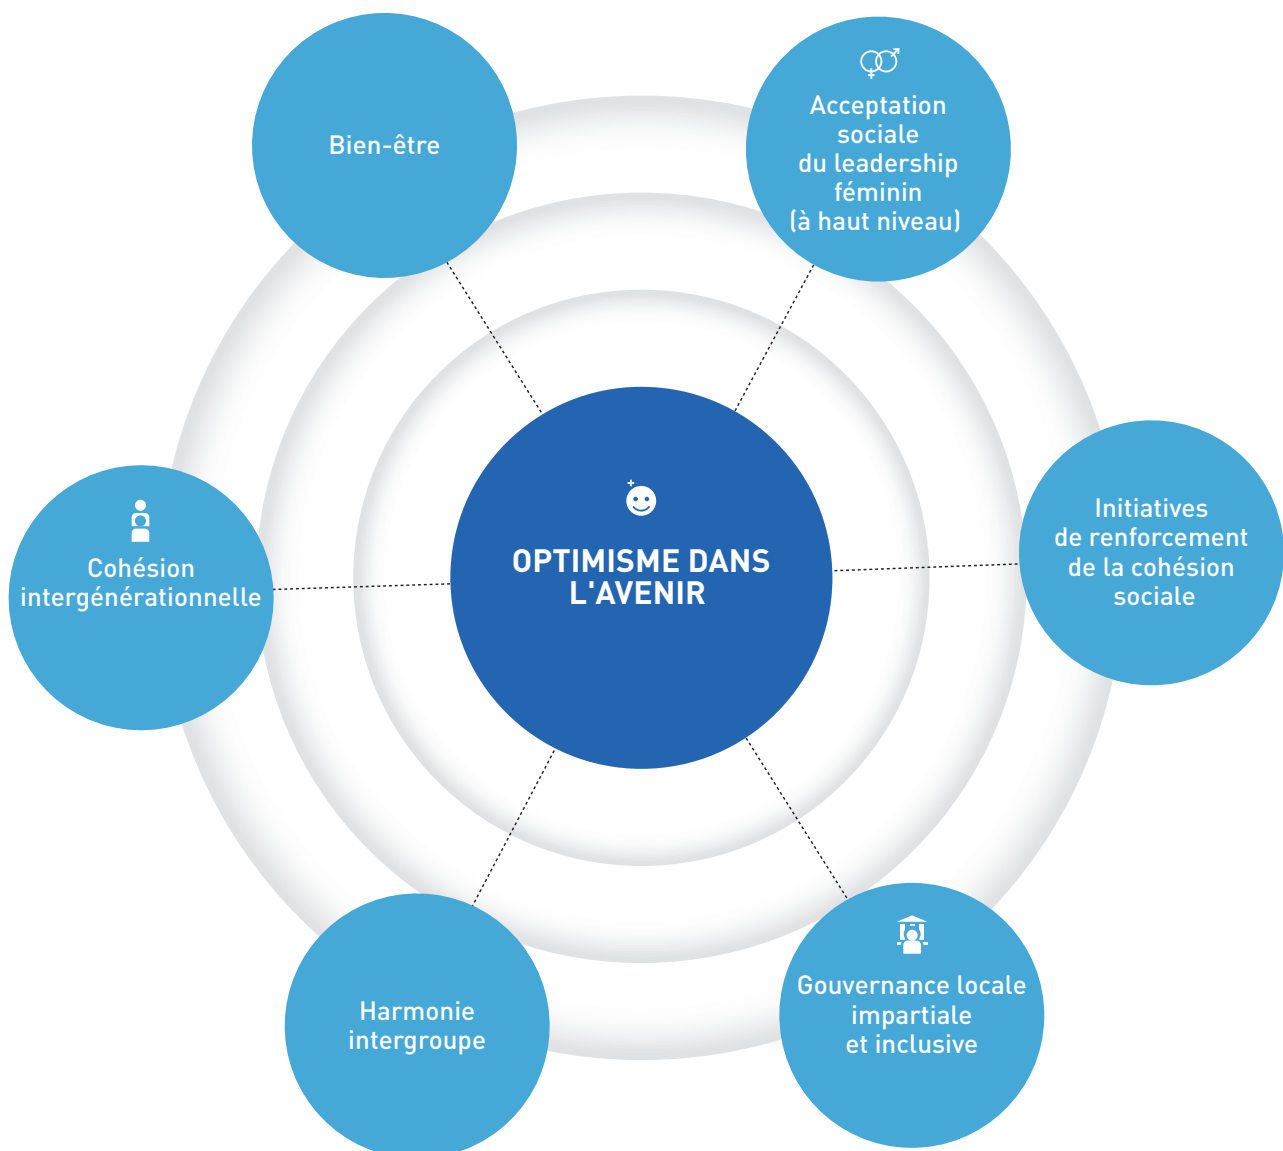 Bien-être
Acceptation
sociale
du leadership
féminin
(à haut niveau)
OPTIMISME DANS
L'AVENIR
Initiatives
de renforcement
de la cohésion
sociale
Cohésion
intergénérationnelle
Harmonie
intergroupe
Gouvernance locale
impartiale
et inclusive